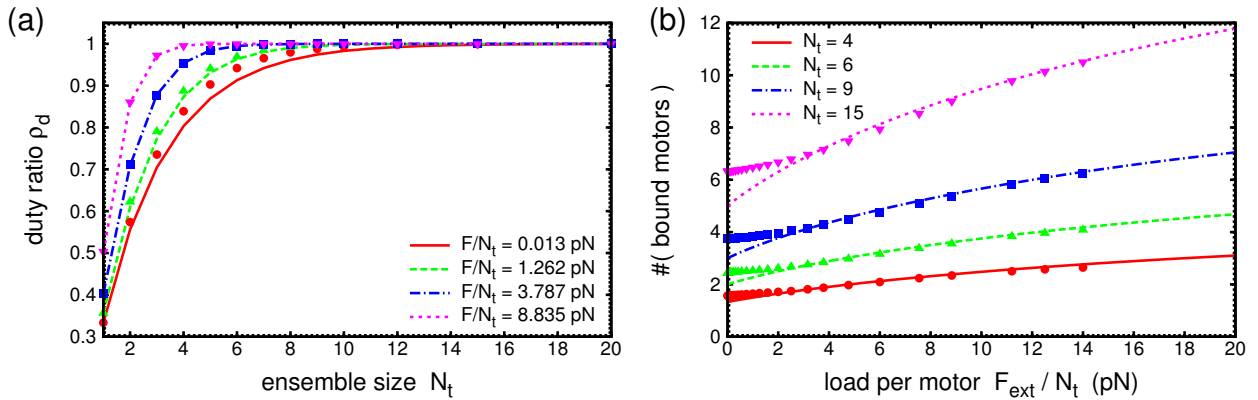 (a)
duty ratio ρd
1
0.9
0.8
0.7
0.6
0.5
0.4
0.3
2 4 6 8 10 12 14 16 18 20
ensemble size Nt
F/Nt = 0.013 pN
F/Nt = 1.262 pN
F/Nt = 3.787 pN
F/Nt = 8.835 pN
(b)
#( bound motors )
12
10
8
6
4
2
0
0 2 4 6 8 10 12 14 16 18 20
load per motor Fext / Nt (pN)
Nt = 4
Nt = 6
Nt = 9
Nt = 15